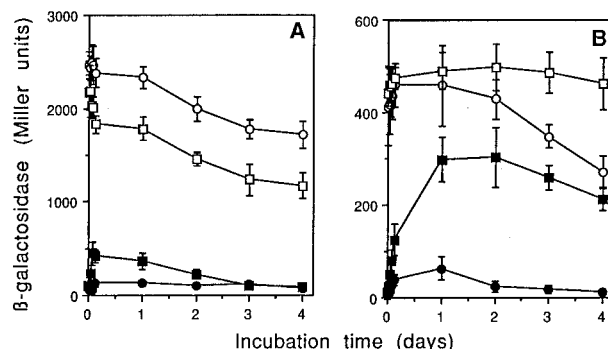 A
B
3000
2000
1000
0
600
400
200
0
0 1 2 3 4
0 1 2 3 4
ß-galactosidase (Miller units)
Incubation time (days)